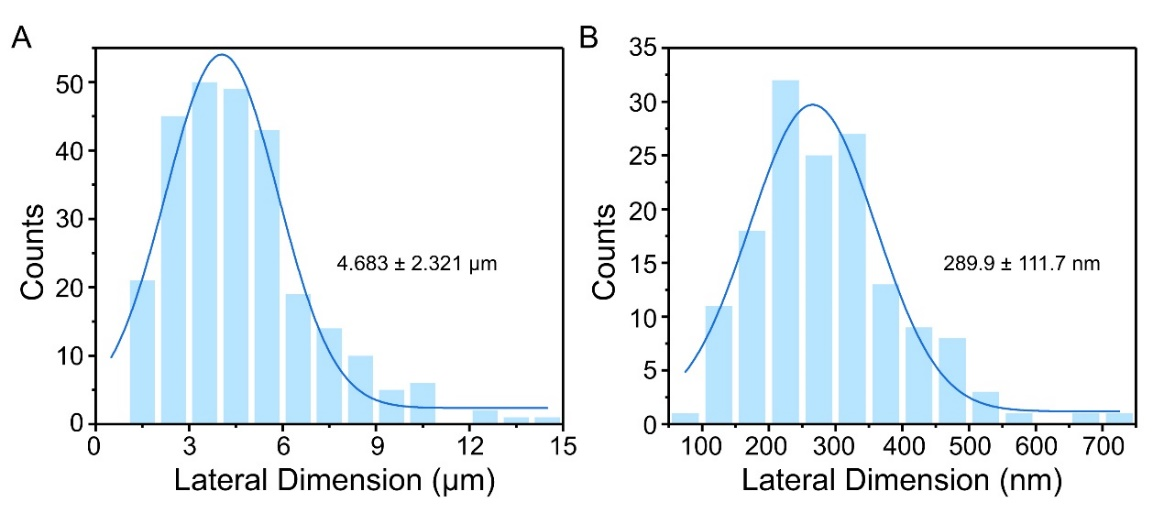 A
B
50
40
30
20
10
0
Counts
4.683 ± 2.321 µm
0 3 6 9 12 15
Lateral Dimension (µm)
35
30
25
20
15
10
5
0
Counts
289.9 ± 111.7 nm
100 200 300 400 500 600 700
Lateral Dimension (nm)